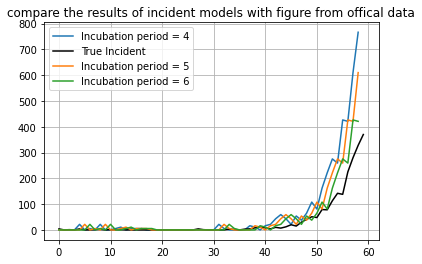 compare the results of incident models with figure from offical data
800
700
600
500
400
300
200
100
0
Incubation period = 4
True Incident
Incubation period = 5
Incubation period = 6
0 10 20 30 40 50 60